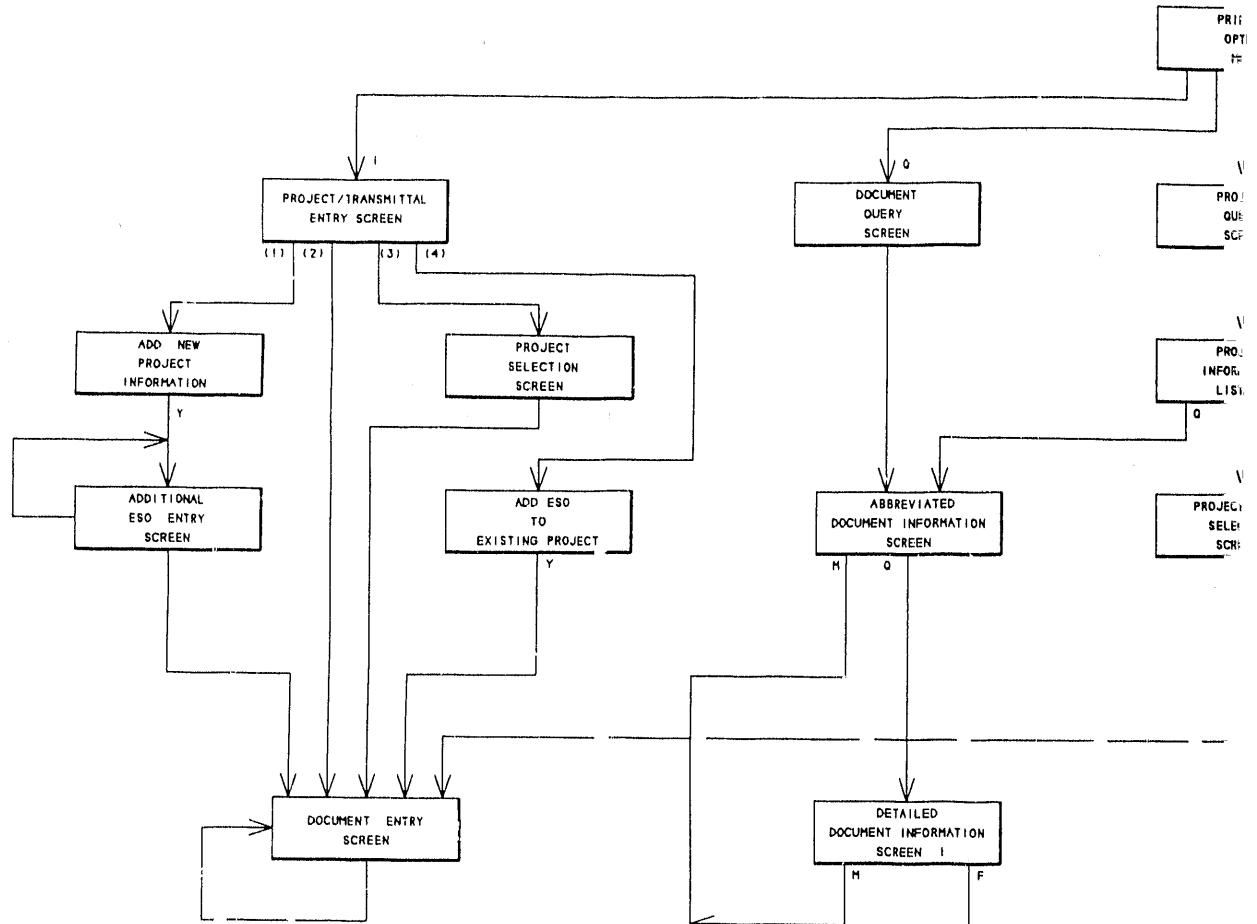 I
Q
PROJECT/TRANSMITTAL
ENTRY SCREEN
DOCUMENT
QUERY
SCREEN
(1) (2) (3) (4)
ADD NEW
PROJECT
INFORMATION
Y
PROJECT
SELECTION
SCREEN
Q
ADDITIONAL
ESO ENTRY
SCREEN
ADD ESO
TO
EXISTING PROJECT
Y
ABBREVIATED
DOCUMENT INFORMATION
SCREEN
M Q
DOCUMENT ENTRY
SCREEN
DETAILED
DOCUMENT INFORMATION
SCREEN I
M F